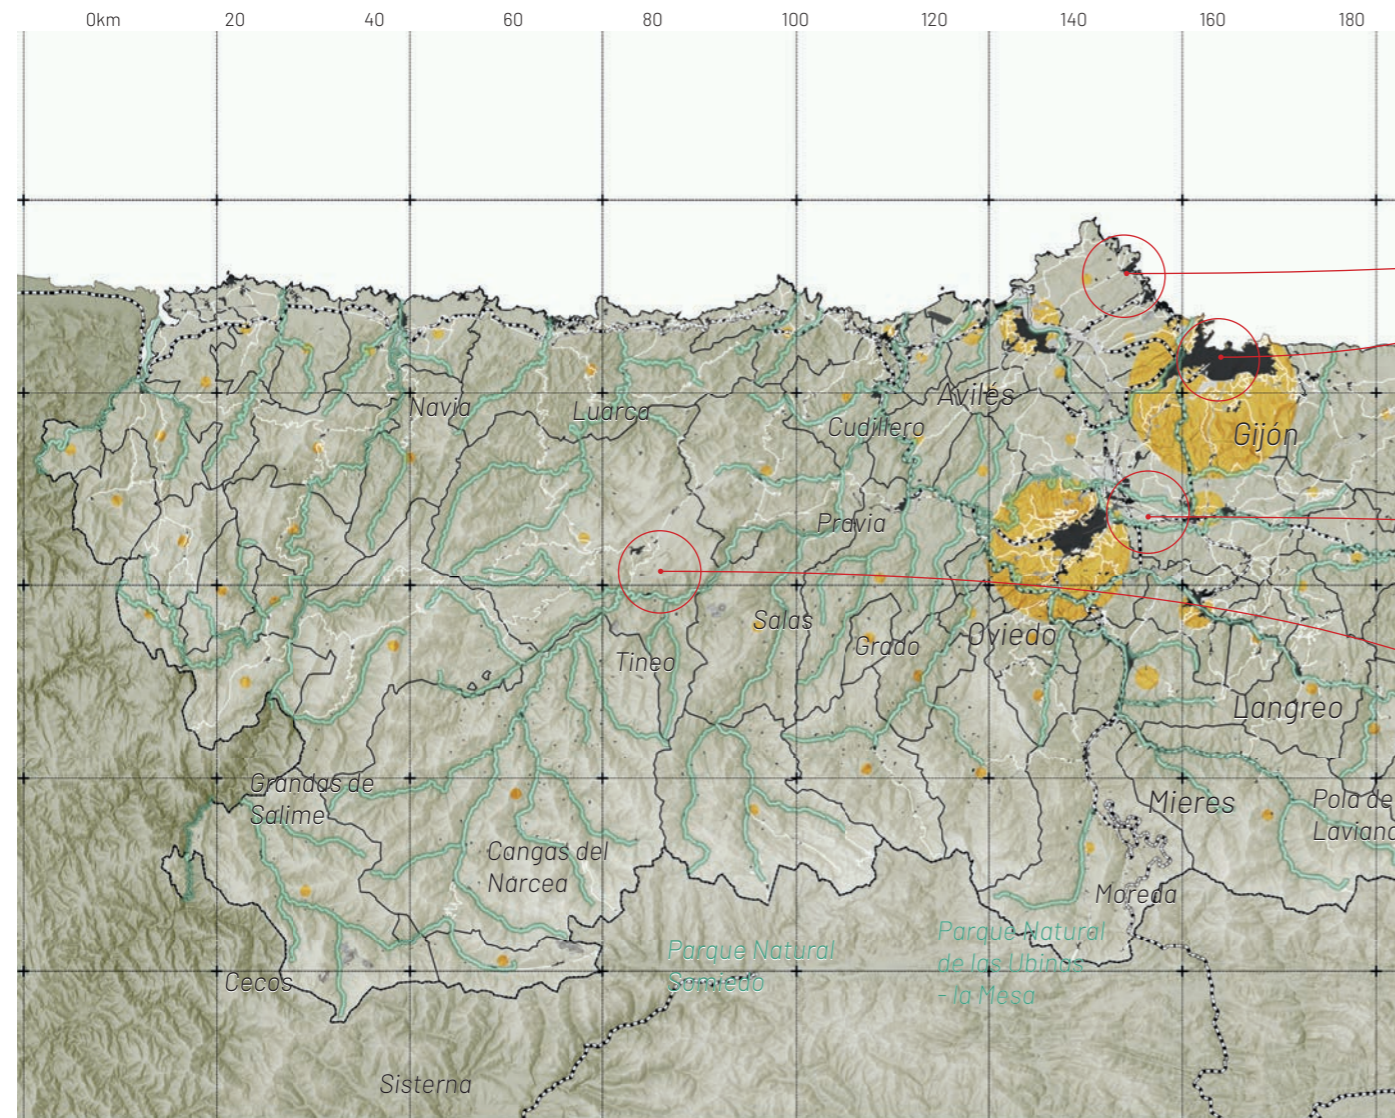 0km 20 40 60 80 100 120 140 160 180
Navia
Luarca
Avilés
Cudillero
Gijón
Pravia
Salas
Oviedo
Grado
Tineo
Langreo
Grandas de
Salime
Mieres
Pola de
Laviana
Cangas del
Narcea
Moreda
Parque Natural
de las Ubinas
- la Mesa
Parque Natural
Somiedo
Cecos
Sisterna